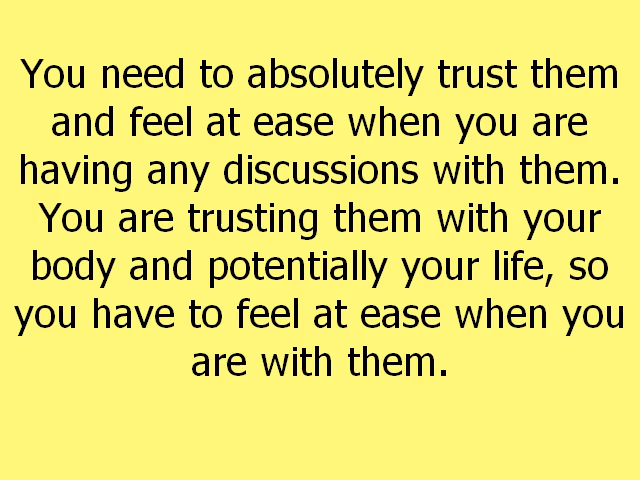 You need to absolutely trust them
and feel at ease when you are
having any discussions with them.
You are trusting them with your
body and potentially your life, so
you have to feel at ease when you
are with them.